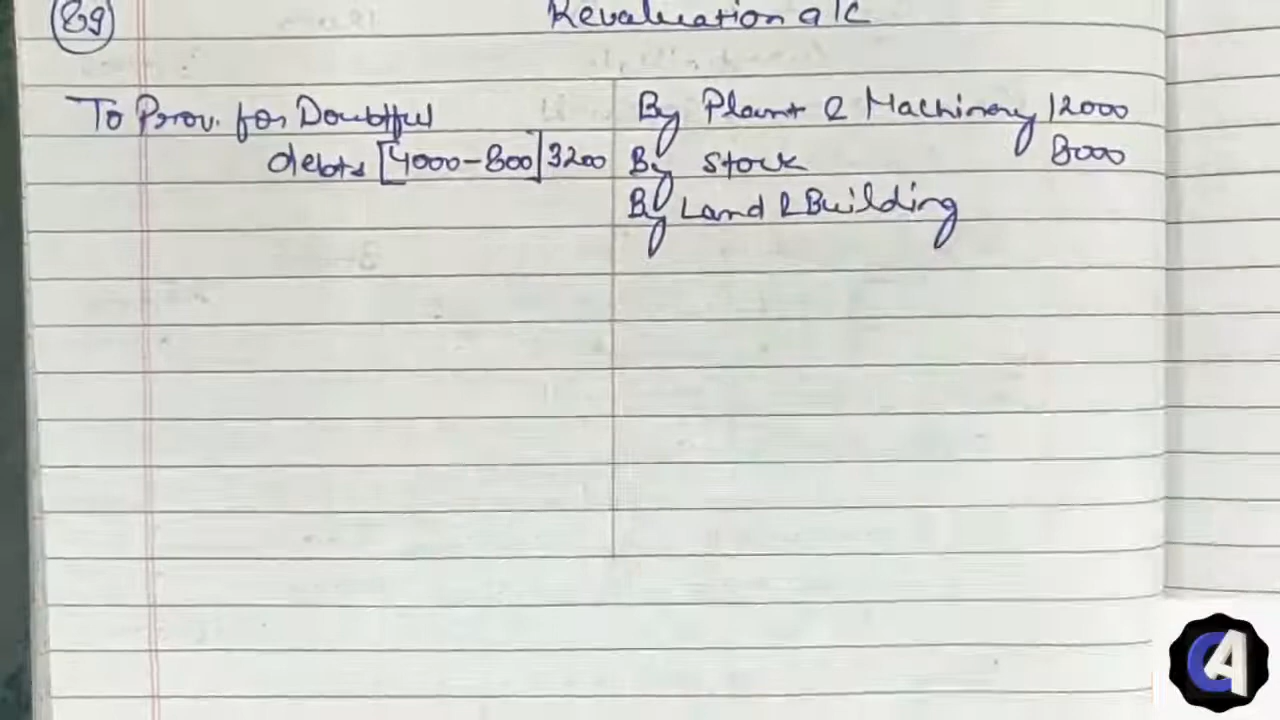 89
Revaluation a/c
To Prov. for Doubtful
debts [4000-800] 3200
By Plant & Machinery 12000
By Stock 8000
By Land & Building
CA